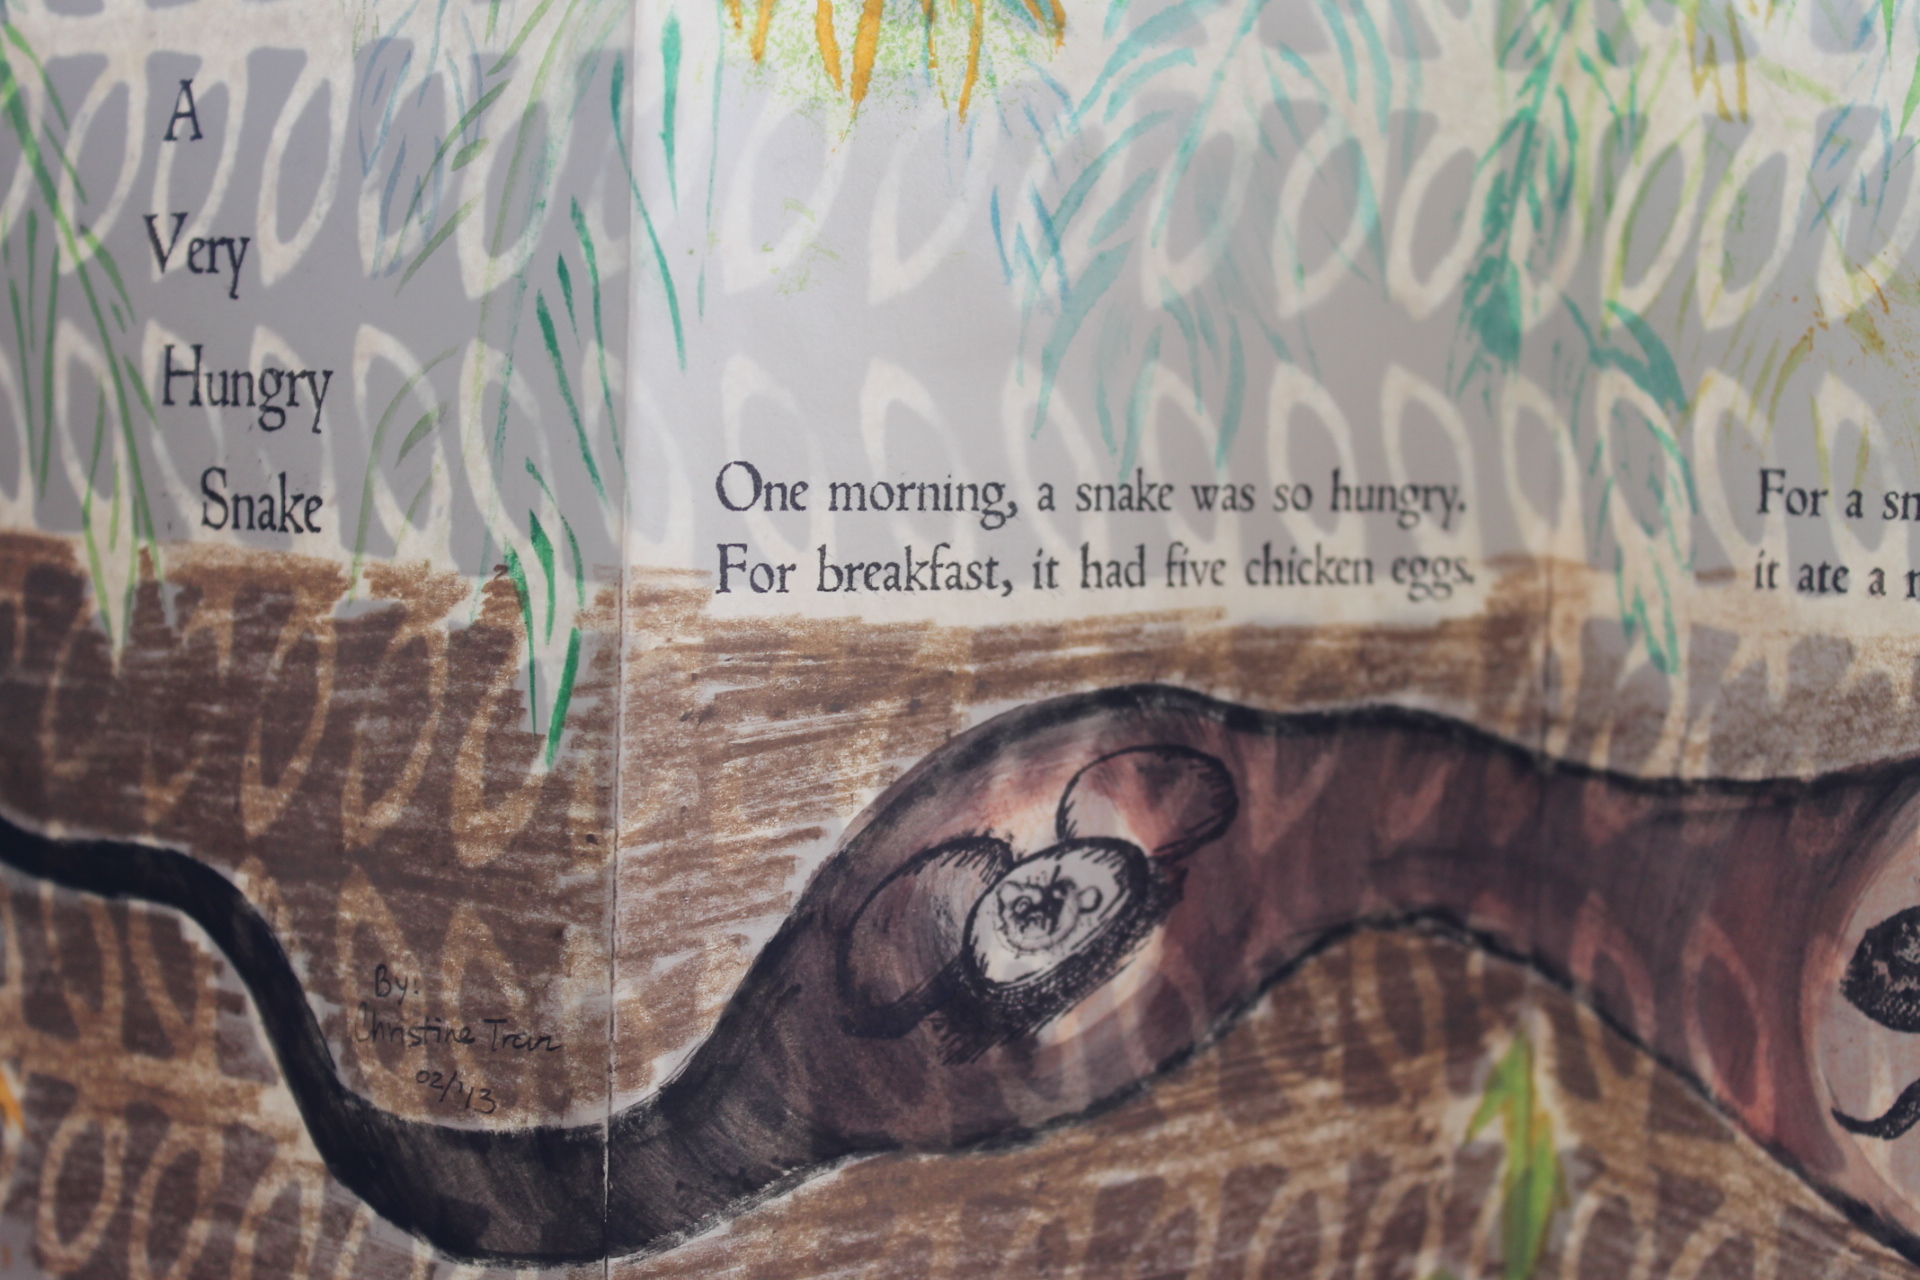 A
Very
Hungry
Snake
By:
Christine Tran
02/'13
One morning, a snake was so hungry.
For breakfast, it had five chicken eggs.
For a sn
it ate a